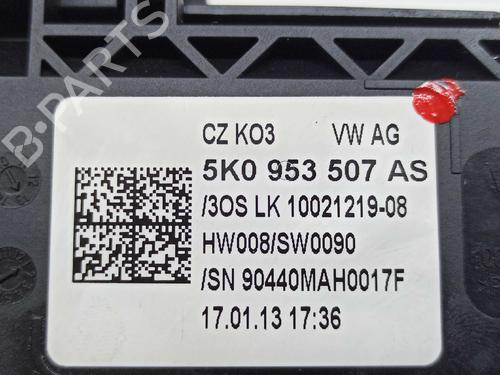 B-PARTS
CZ KO3 VW AG
5K0 953 507 AS
/3OS LK 10021219-08
HW008/SW0090
/SN 90440MAH0017F
17.01.13 17:36